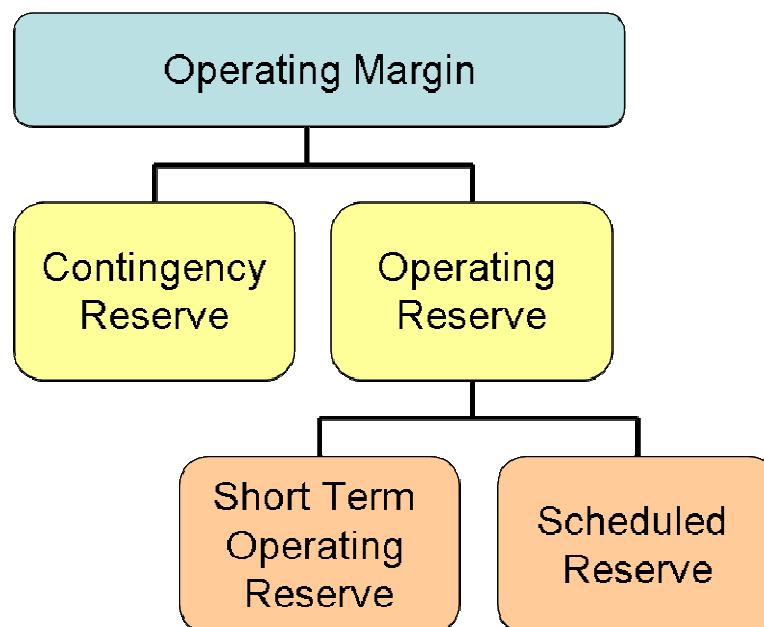 Operating Margin
Contingency
Reserve
Operating
Reserve
Short Term
Operating
Reserve
Scheduled
Reserve